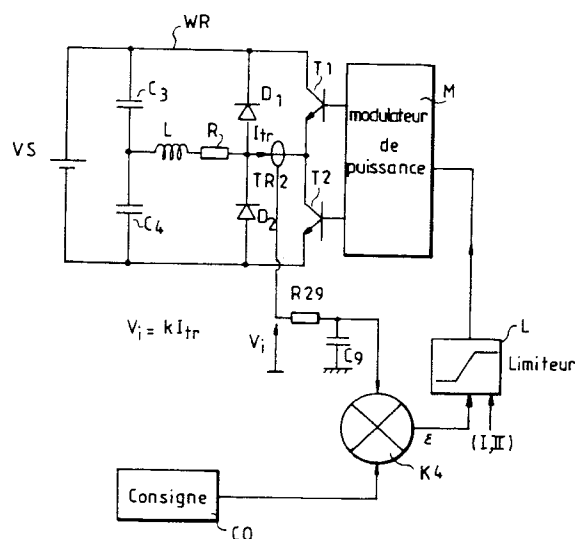 WR
T1
M
C3
D1
modulateur
de
puissance
VS
L
R
Itr
TR2
T2
C4
D2
R29
L
Vi = kItr
Vi
C9
Limiteur
ε
(I,II)
K4
Consigne
CO